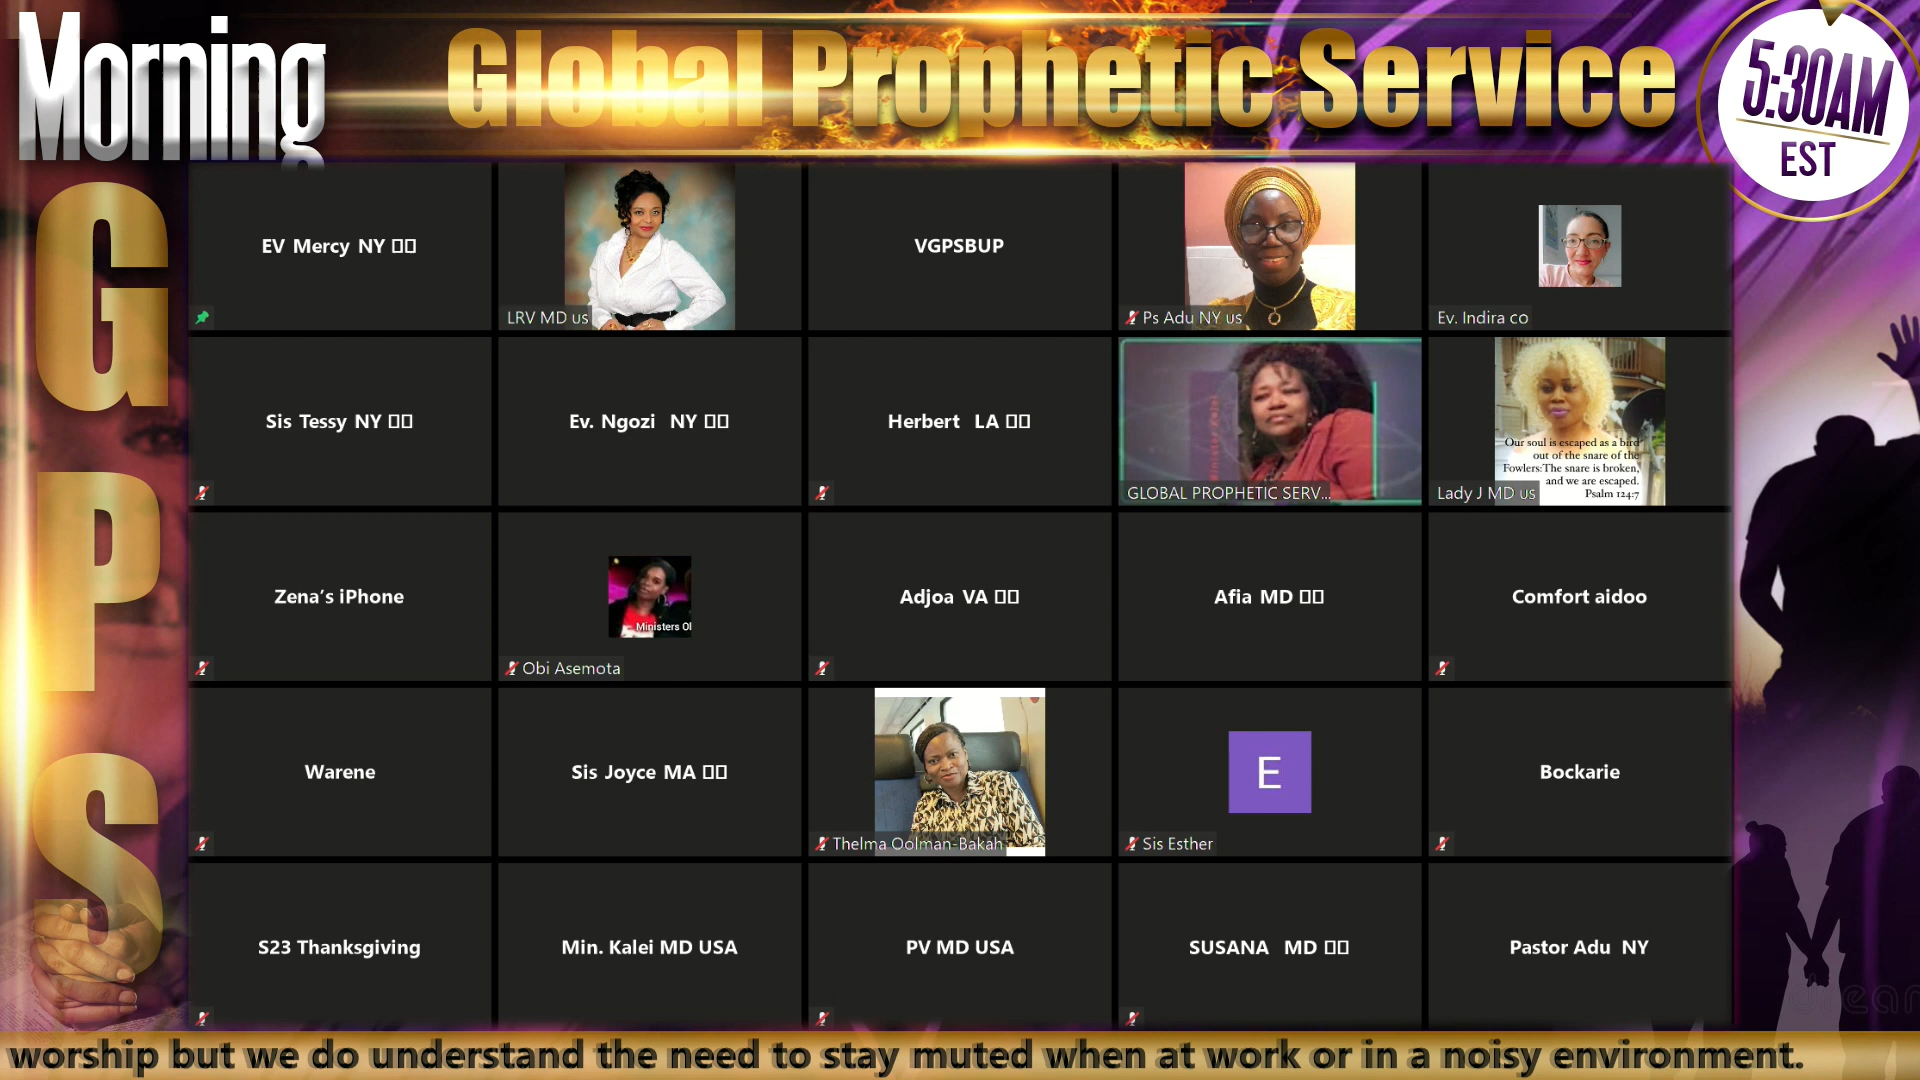 Morning
Global Prophetic Service
5:30AM
EST
G
P
S
EV Mercy NY
LRV MD us
VGPSBUP
Ps Adu NY us
Ev. Indira co
Sis Tessy NY
Ev. Ngozi NY
Herbert LA
GLOBAL PROPHETIC SERV...
Our soul is escaped as a bird
out of the snare of the
Fowlers:The snare is broken,
and we are escaped.
Psalm 124:7
Lady J MD us
Zena's iPhone
Ministers Of
Obi Asemota
Adjoa VA
Afia MD
Comfort aidoo
Warene
Sis Joyce MA
Thelma Oolman-Bakah
E
Sis Esther
Bockarie
S23 Thanksgiving
Min. Kalei MD USA
PV MD USA
SUSANA MD
Pastor Adu NY
worship but we do understand the need to stay muted when at work or in a noisy environment.